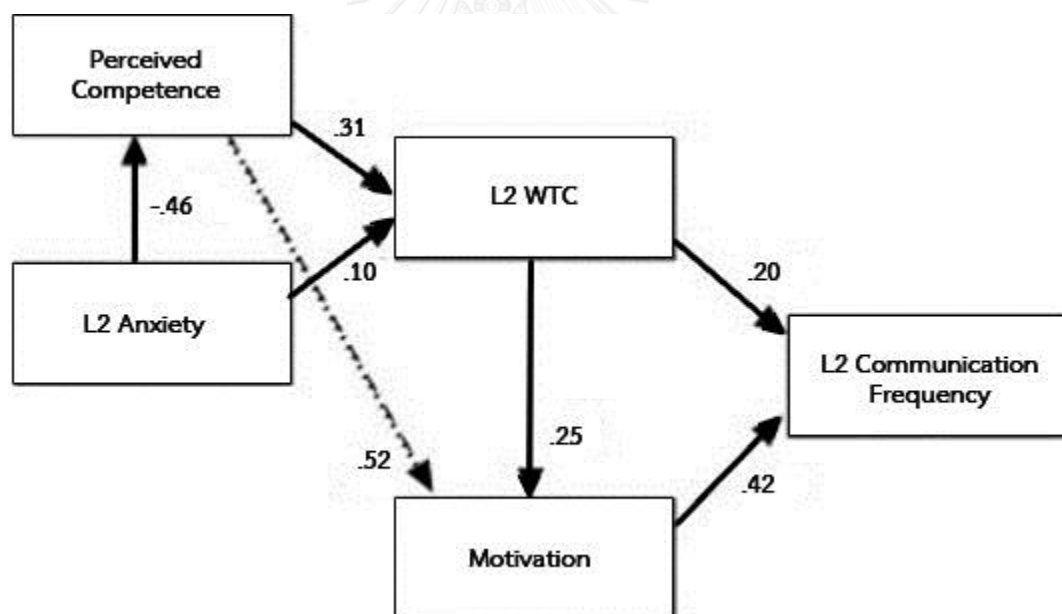 Perceived
Competence
.31
L2 WTC
-.46
.10
L2 Anxiety
.20
L2 Communication
Frequency
.25
.52
.42
Motivation